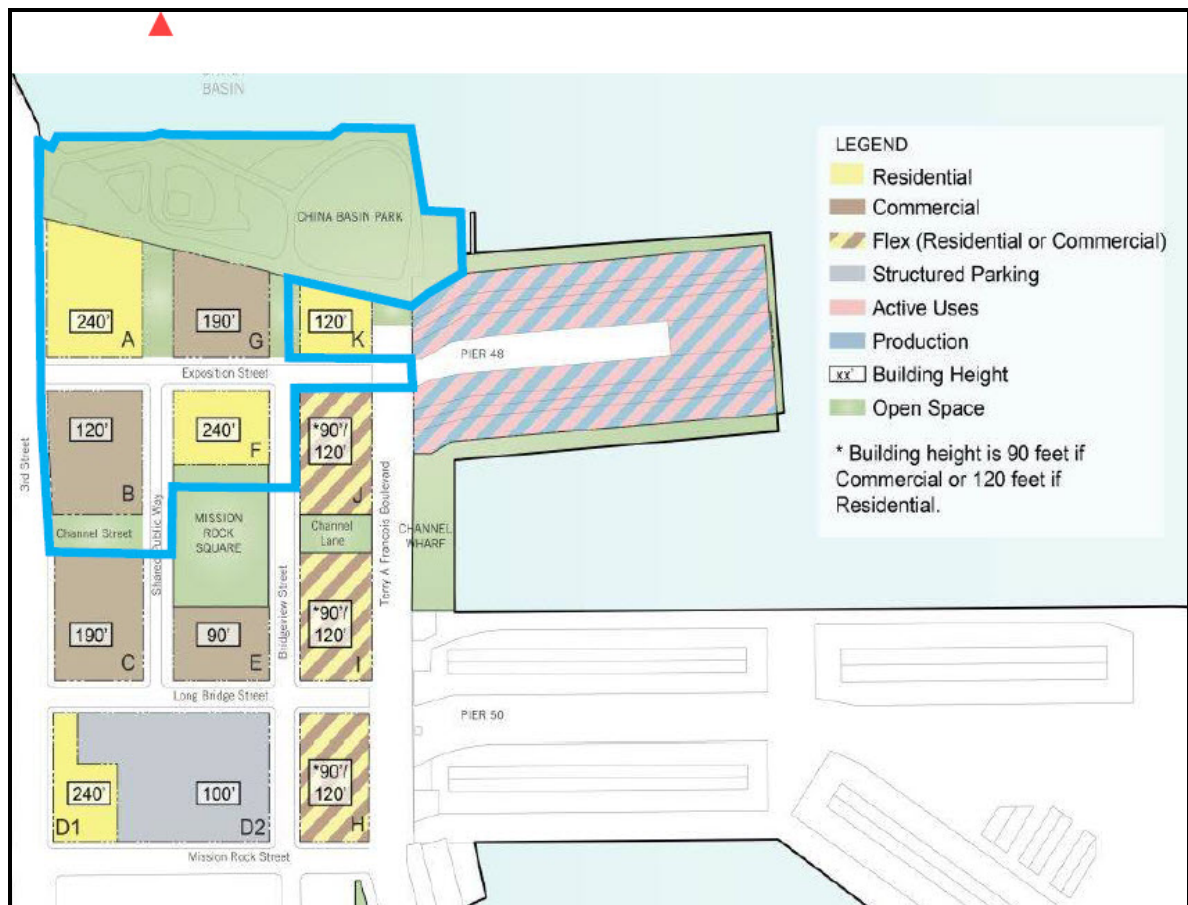 BASIN
CHINA BASIN PARK
240'
A
190'
G
120'
K
Exposition Street
PIER 48
3rd Street
120'
B
240'
F
*90'/
120'
J
Channel Street
Shared Public Way
MISSION
ROCK
SQUARE
Bridgeview Street
Channel
Lane
Terry A Francois Boulevard
CHANNEL
WHARF
190'
C
90'
E
*90'/
120'
I
Long Bridge Street
PIER 50
240'
D1
100'
D2
*90'/
120'
H
Mission Rock Street
LEGEND
Residential
Commercial
Flex (Residential or Commercial)
Structured Parking
Active Uses
Production
xx' Building Height
Open Space
* Building height is 90 feet if
Commercial or 120 feet if
Residential.